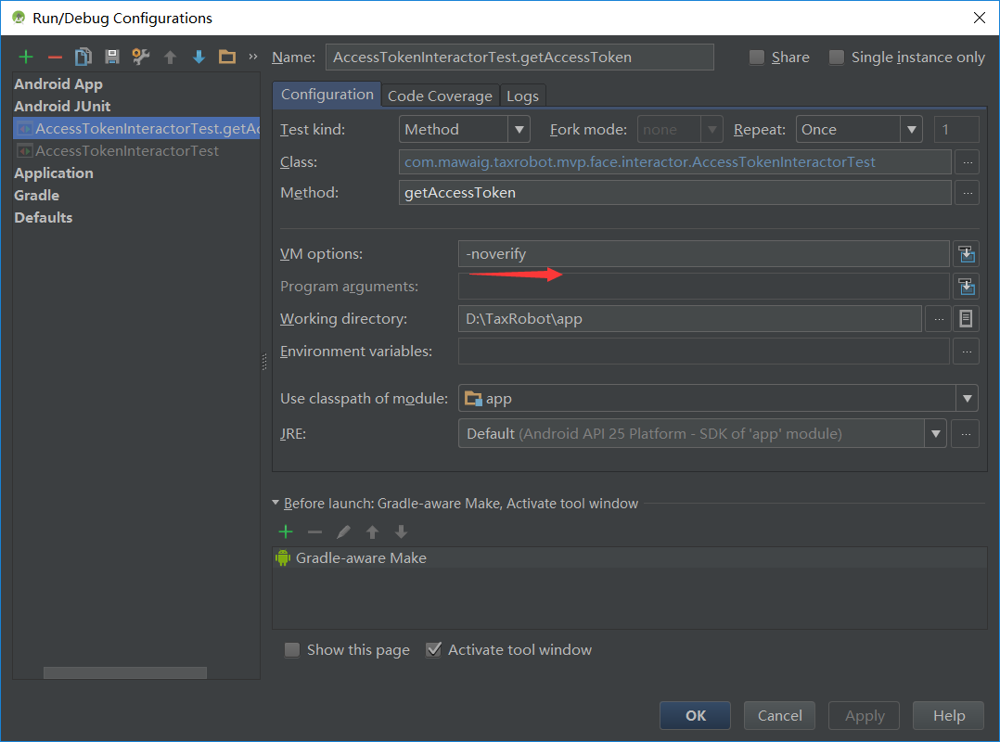 Run/Debug Configurations
Name: AccessTokenInteractorTest.getAccessToken Share Single instance only
Android App
Android JUnit
AccessTokenInteractorTest.getAc
AccessTokenInteractorTest
Application
Gradle
Defaults
Configuration Code Coverage Logs
Test kind: Method Fork mode: none Repeat: Once 1
Class: com.mawaig.taxrobot.mvp.face.interactor.AccessTokenInteractorTest ...
Method: getAccessToken ...
VM options: -noverify
Program arguments:
Working directory: D:\TaxRobot\app ...
Environment variables: ...
Use classpath of module: app
JRE: Default (Android API 25 Platform - SDK of 'app' module) ...
Before launch: Gradle-aware Make, Activate tool window
Gradle-aware Make
Show this page Activate tool window
OK Cancel Apply Help